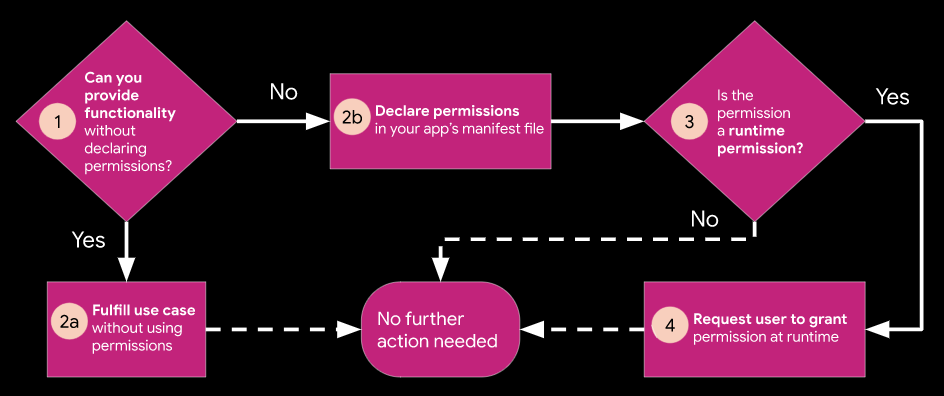 1
Can you
provide
functionality
without
declaring
permissions?
No
2b
Declare permissions
in your app's manifest file
3
Is the
permission
a runtime
permission?
Yes
Yes
No
2a
Fulfill use case
without using
permissions
No further
action needed
4
Request user to grant
permission at runtime